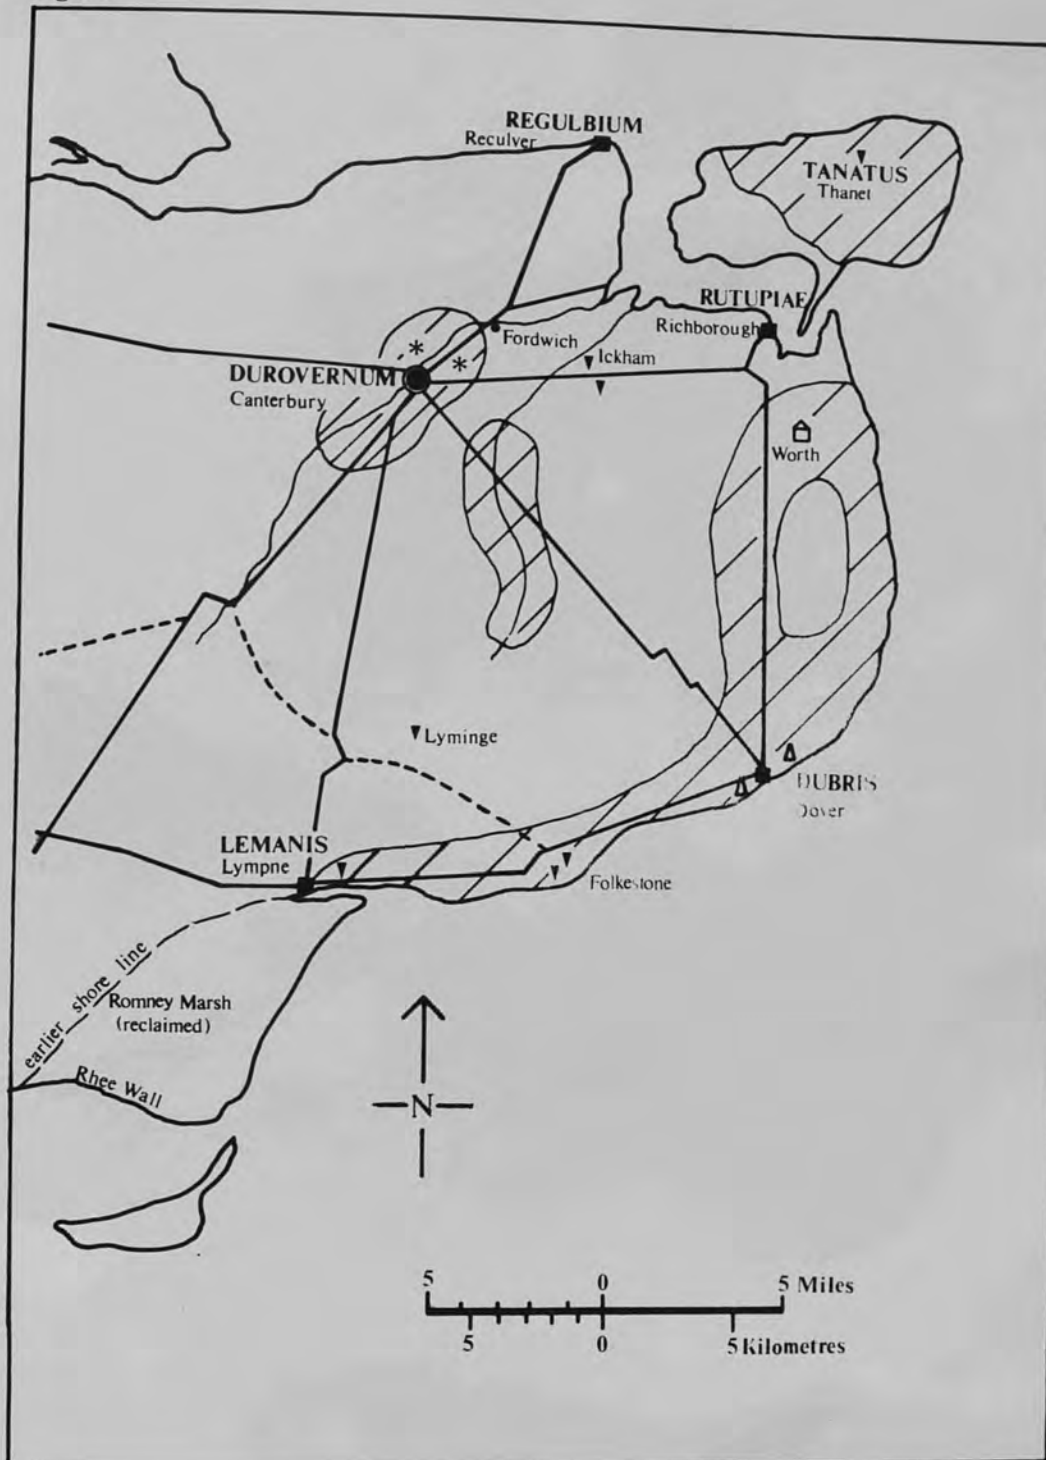 REGULBIUM
Reculver
TANATUS
Thanet
RUTUPIAE
Richborough
Fordwich
Ickham
DUROVERNUM
Canterbury
Worth
Lyminge
DUBRIS
Dover
LEMANIS
Lympne
Folkestone
earlier shore line
Romney Marsh
(reclaimed)
Rhee Wall
N
5 0 5 Miles
5 0 5 Kilometres